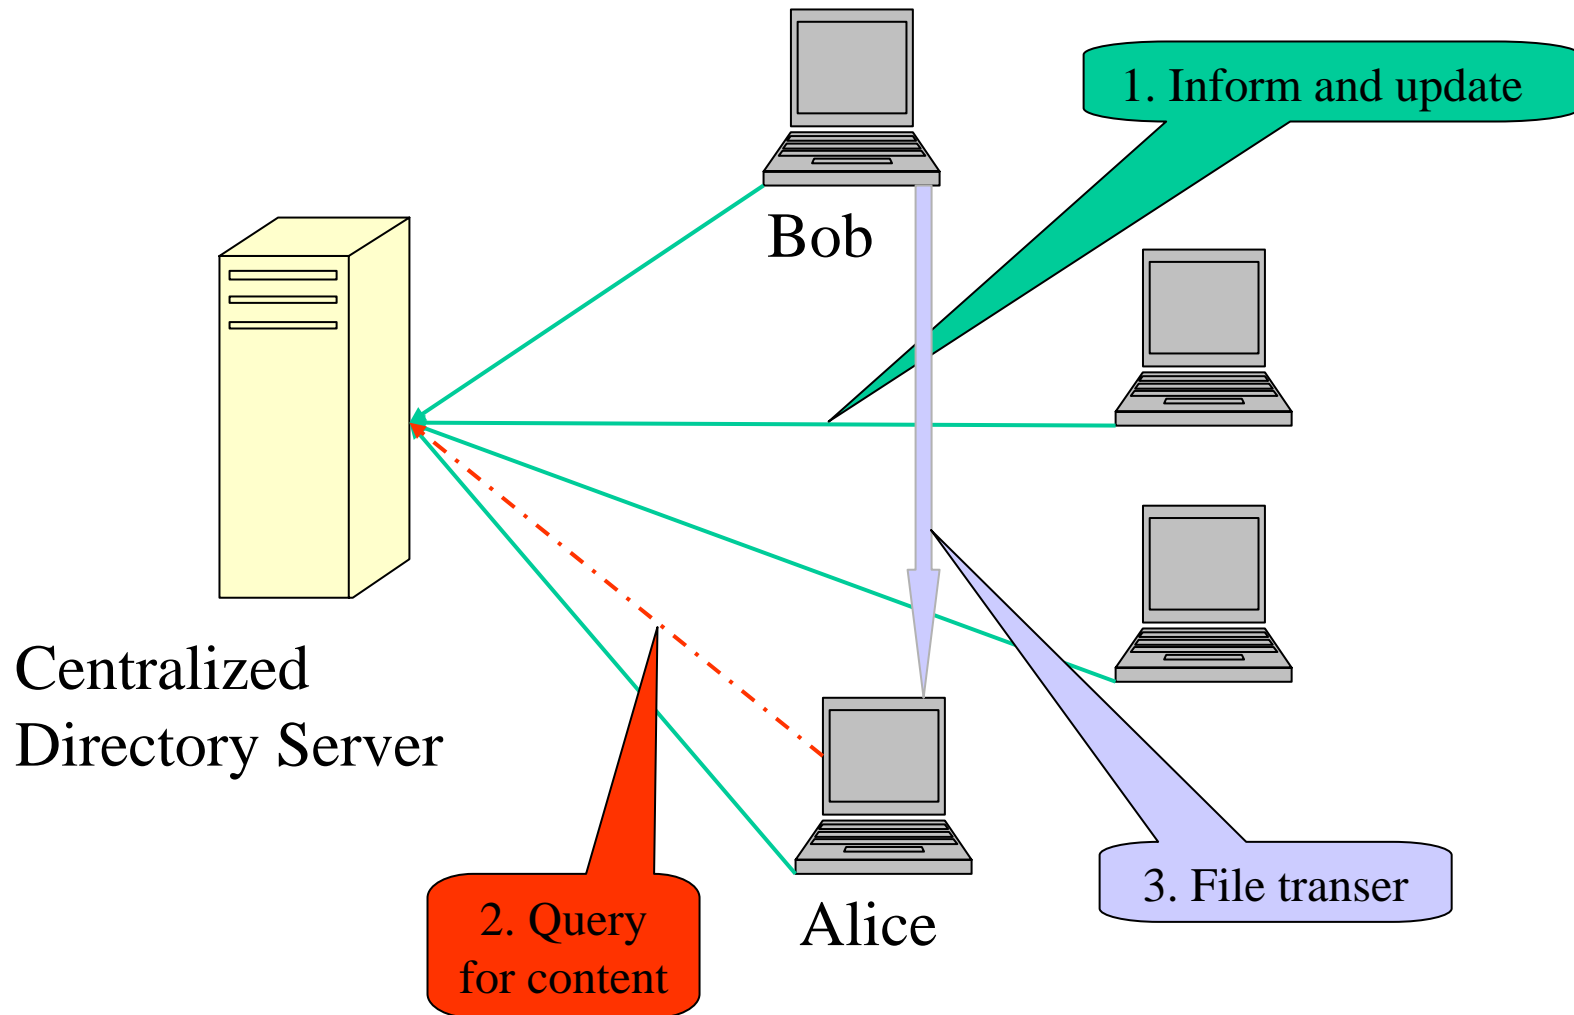 1. Inform and update
Bob
Centralized
Directory Server
2. Query
for content
Alice
3. File transer